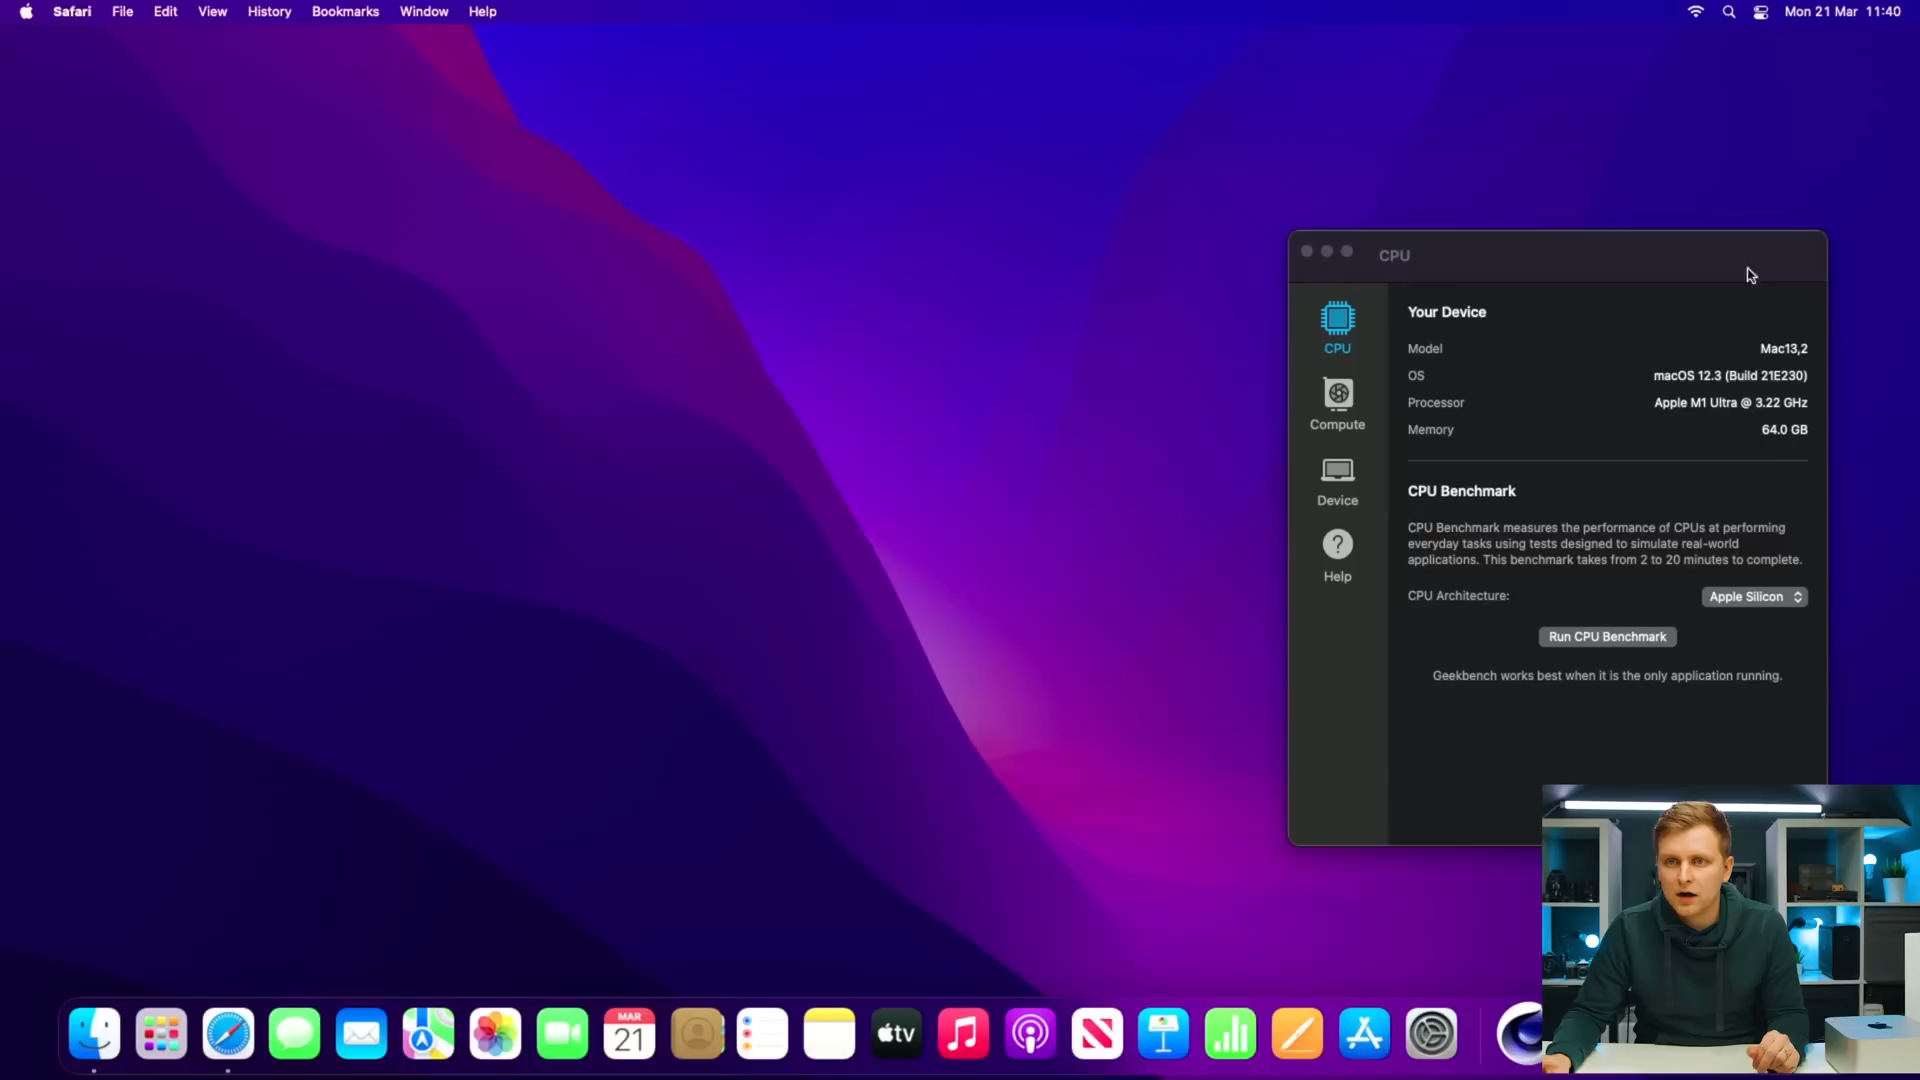 Safari File Edit View History Bookmarks Window Help
Mon 21 Mar 11:40
CPU
CPU
Compute
Device
?
Help
Your Device
Model Mac13,2
OS macOS 12.3 (Build 21E230)
Processor Apple M1 Ultra @ 3.22 GHz
Memory 64.0 GB
CPU Benchmark
CPU Benchmark measures the performance of CPUs at performing
everyday tasks using tests designed to simulate real-world
applications. This benchmark takes from 2 to 20 minutes to complete.
CPU Architecture: Apple Silicon
Run CPU Benchmark
Geekbench works best when it is the only application running.
MAR
21
tv